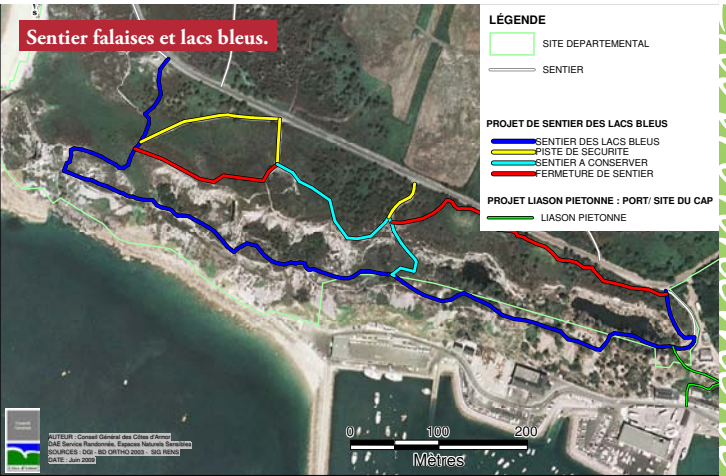 Sentier falaises et lacs bleus.
LÉGENDE
SITE DEPARTEMENTAL
SENTIER
PROJET DE SENTIER DES LACS BLEUS
SENTIER DES LACS BLEUS
PISTE DE SECURITE
SENTIER A CONSERVER
FERMETURE DE SENTIER
PROJET LIASON PIETONNE : PORT/ SITE DU CAP
LIASON PIETONNE
0 100 200
Mètres
AUTEUR : Conseil Général des Côtes d'Armor
DAE Service Randonnée, Espaces Naturels Sensibles
SOURCES : DGI - BD ORTHO 2003 - SIG RENS
DATE : Juin 2009